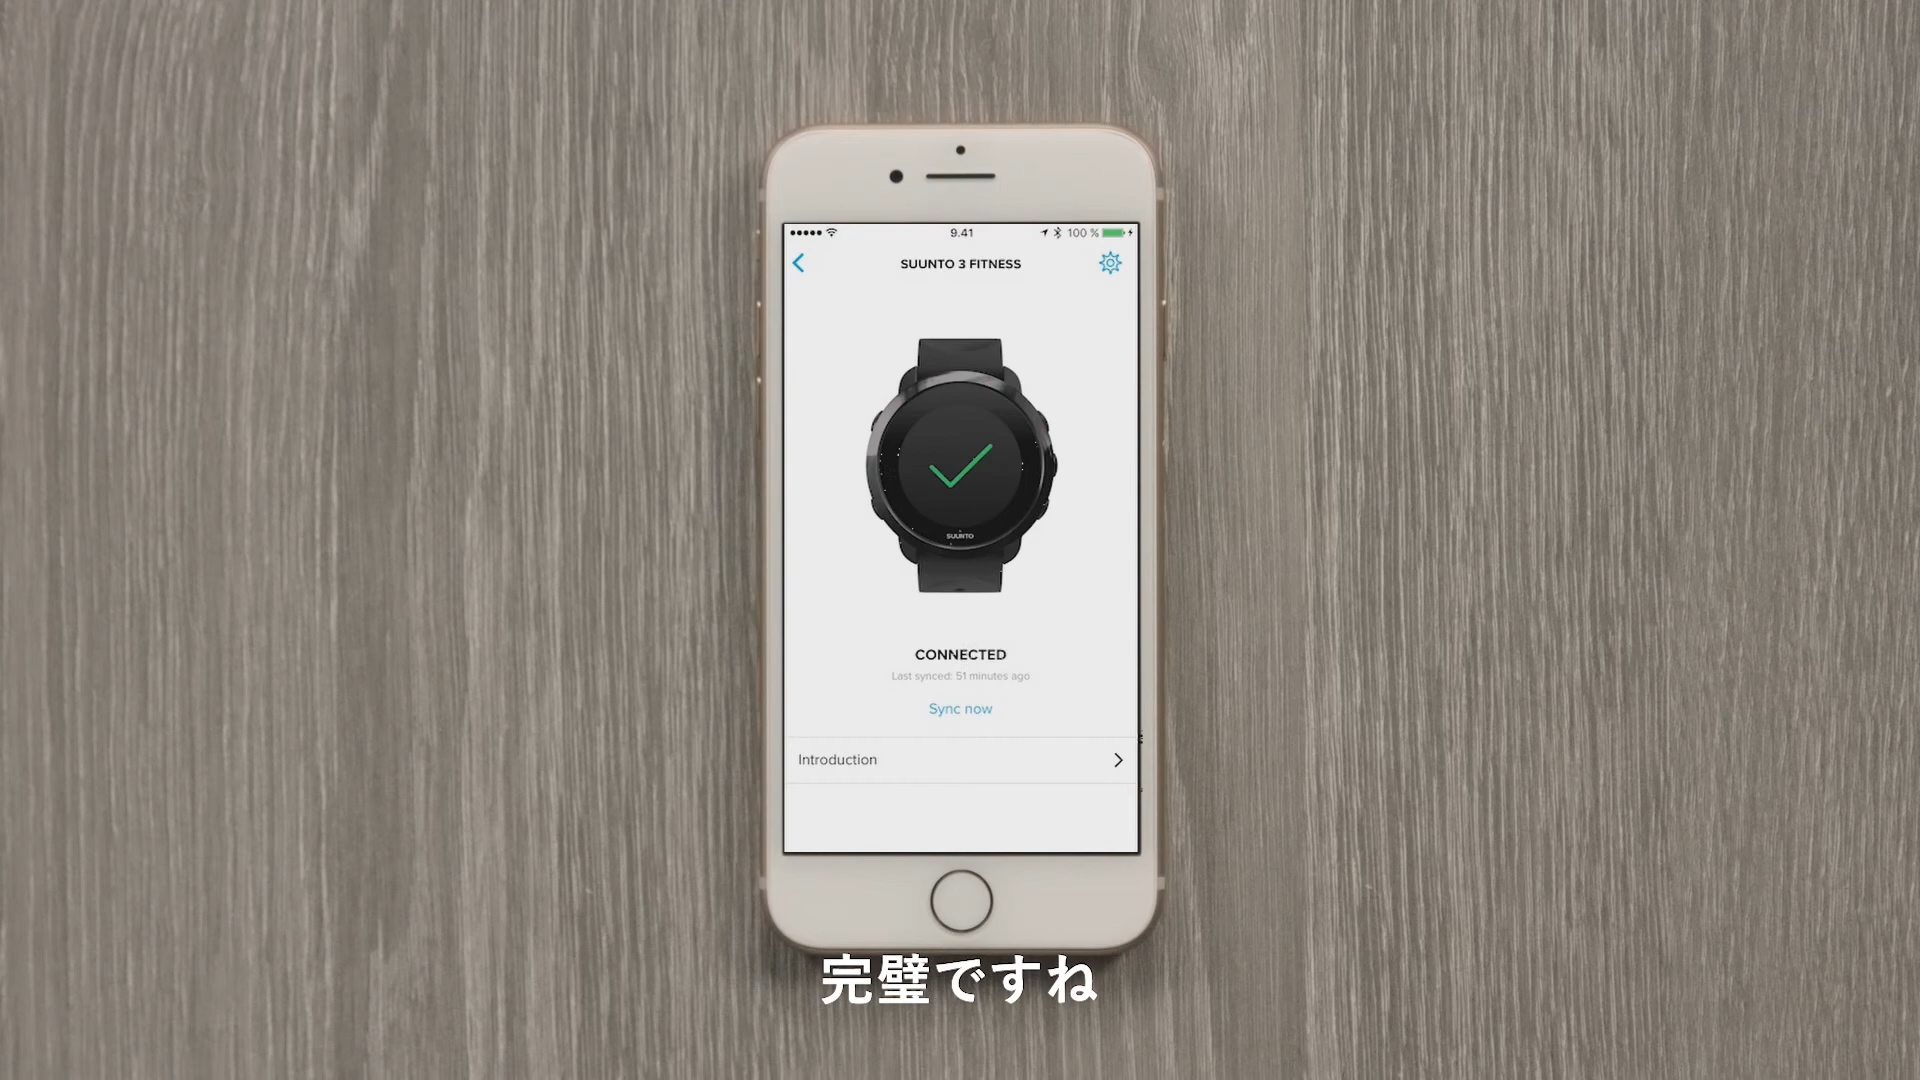 9.41
100 %
SUUNTO 3 FITNESS
SUUNTO
CONNECTED
Last synced: 51 minutes ago
Sync now
Introduction
完璧ですね